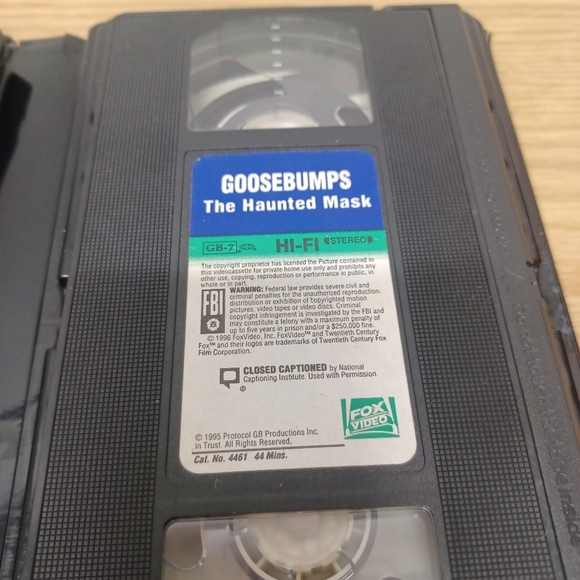 GOOSEBUMPS
The Haunted Mask
GB-7 HI-FI STEREO
The copyright proprietor has licensed the Picture contained in
this videocassette for private home use only and prohibits any
other use, copying, reproduction or performance in public, in
whole or in part.
FBI
WARNING: Federal law provides severe civil and
criminal penalties for the unauthorized reproduction,
distribution or exhibition of copyrighted motion
pictures, video tapes or video discs. Criminal
copyright infringement is investigated by the FBI and
may constitute a felony with a maximum penalty of
up to five years in prison and/or a $250,000 fine.
© 1996 FoxVideo, Inc. FoxVideo™ and Twentieth Century
Fox™ and their logos are trademarks of Twentieth Century Fox
Film Corporation.
CLOSED CAPTIONED by National
Captioning Institute. Used with Permission.
®
FOX
VIDEO
© 1995 Protocol GB Productions Inc.
in Trust. All Rights Reserved.
Cat. No. 4461 44 Mins.